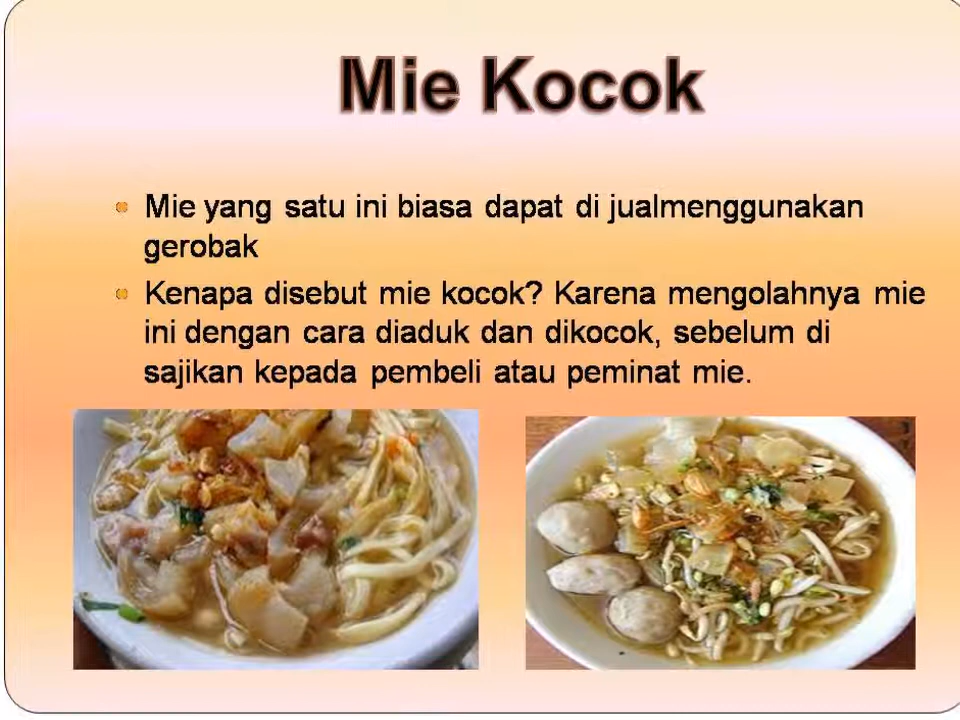 Mie Kocok
Mie yang satu ini biasa dapat di jualmenggunakan
gerobak
Kenapa disebut mie kocok? Karena mengolahnya mie
ini dengan cara diaduk dan dikocok, sebelum di
sajikan kepada pembeli atau peminat mie.